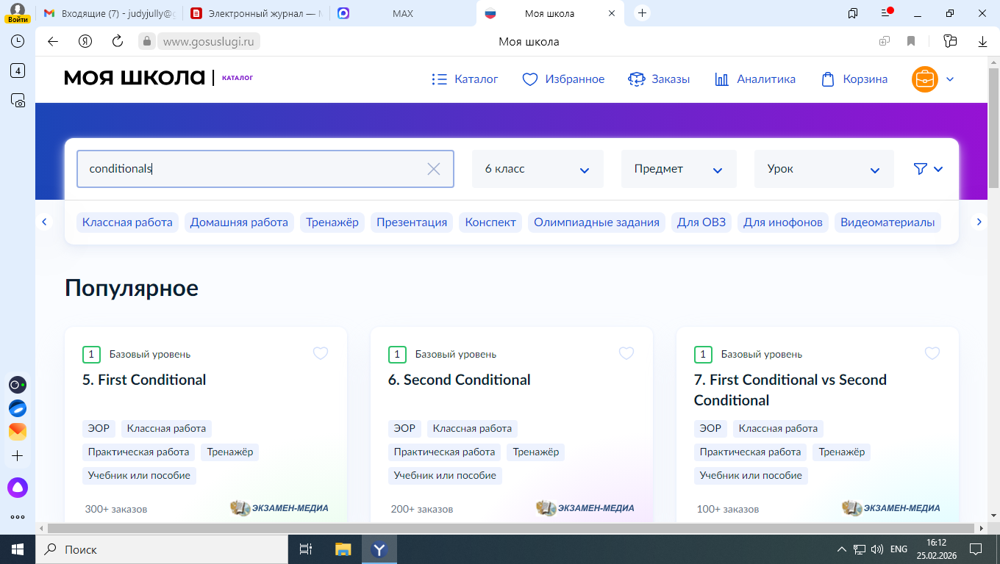 Войти
Входящие (7) - judyjully@g
Электронный журнал —
MAX
Моя школа
4
www.gosuslugi.ru
Моя школа
МОЯ ШКОЛА | КАТАЛОГ
Каталог
Избранное
Заказы
Аналитика
Корзина
conditionals
6 класс
Предмет
Урок
Классная работа
Домашняя работа
Тренажёр
Презентация
Конспект
Олимпиадные задания
Для ОВЗ
Для инофонов
Видеоматериалы
Популярное
1 Базовый уровень
5. First Conditional
ЭОР Классная работа
Практическая работа Тренажёр
Учебник или пособие
300+ заказов ЭКЗАМЕН-МЕДИА
1 Базовый уровень
6. Second Conditional
ЭОР Классная работа
Практическая работа Тренажёр
Учебник или пособие
200+ заказов ЭКЗАМЕН-МЕДИА
1 Базовый уровень
7. First Conditional vs Second
Conditional
ЭОР Классная работа
Практическая работа Тренажёр
Учебник или пособие
100+ заказов ЭКЗАМЕН-МЕДИА
Поиск
ENG
16:12
25.02.2026